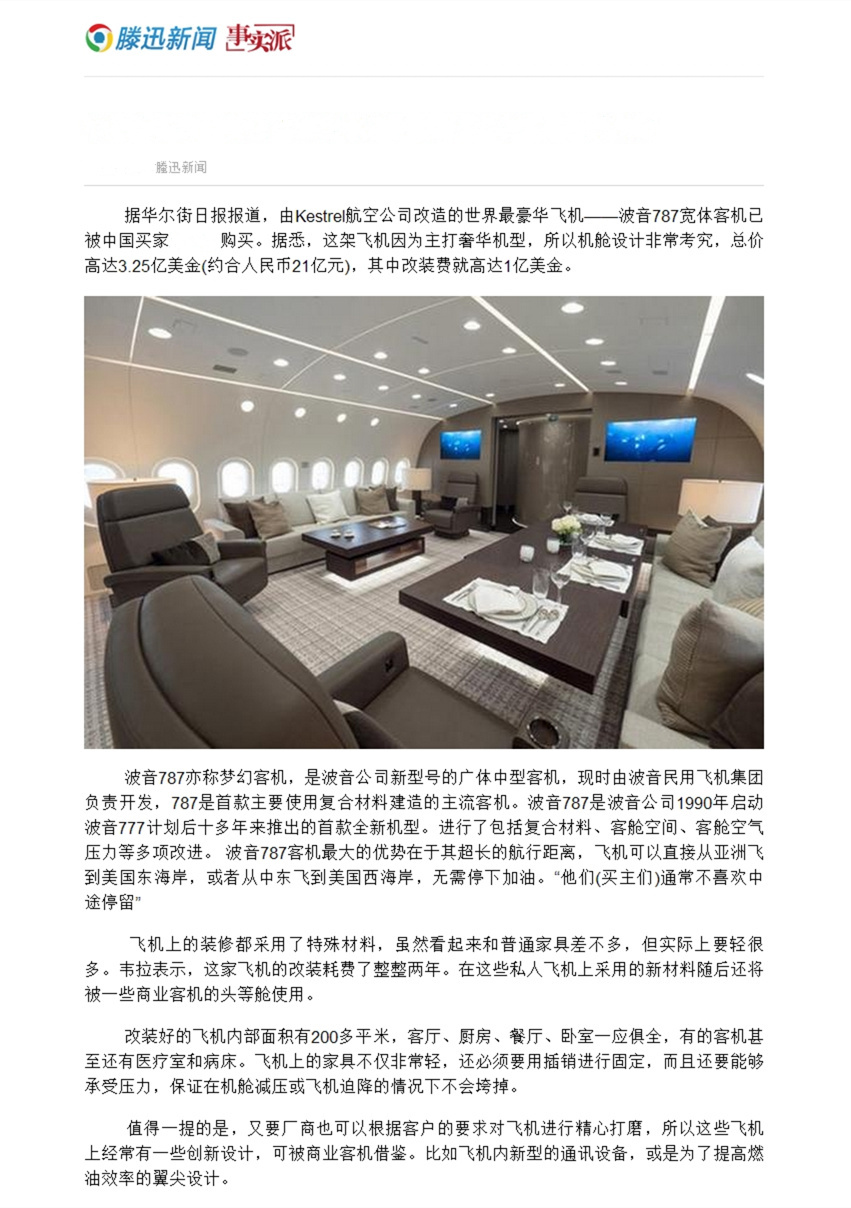 滕迅新闻 事实派
滕迅新闻
据华尔街日报报道，由Kestrel航空公司改造的世界最豪华飞机——波音787宽体客机已
被中国买家 购买。据悉，这架飞机因为主打奢华机型，所以机舱设计非常考究，总价
高达3.25亿美金(约合人民币21亿元)，其中改装费就高达1亿美金。
波音787亦称梦幻客机，是波音公司新型号的广体中型客机，现时由波音民用飞机集团
负责开发，787是首款主要使用复合材料建造的主流客机。波音787是波音公司1990年启动
波音777计划后十多年来推出的首款全新机型。进行了包括复合材料、客舱空间、客舱空气
压力等多项改进。 波音787客机最大的优势在于其超长的航行距离，飞机可以直接从亚洲飞
到美国东海岸，或者从中东飞到美国西海岸，无需停下加油。“他们(买主们)通常不喜欢中
途停留”
飞机上的装修都采用了特殊材料，虽然看起来和普通家具差不多，但实际上要轻很
多。韦拉表示，这家飞机的改装耗费了整整两年。在这些私人飞机上采用的新材料随后还将
被一些商业客机的头等舱使用。
改装好的飞机内部面积有200多平米，客厅、厨房、餐厅、卧室一应俱全，有的客机甚
至还有医疗室和病床。飞机上的家具不仅非常轻，还必须要用插销进行固定，而且还要能够
承受压力，保证在机舱减压或飞机迫降的情况下不会垮掉。
值得一提的是，又要厂商也可以根据客户的要求对飞机进行精心打磨，所以这些飞机
上经常有一些创新设计，可被商业客机借鉴。比如飞机内新型的通讯设备，或是为了提高燃
油效率的翼尖设计。